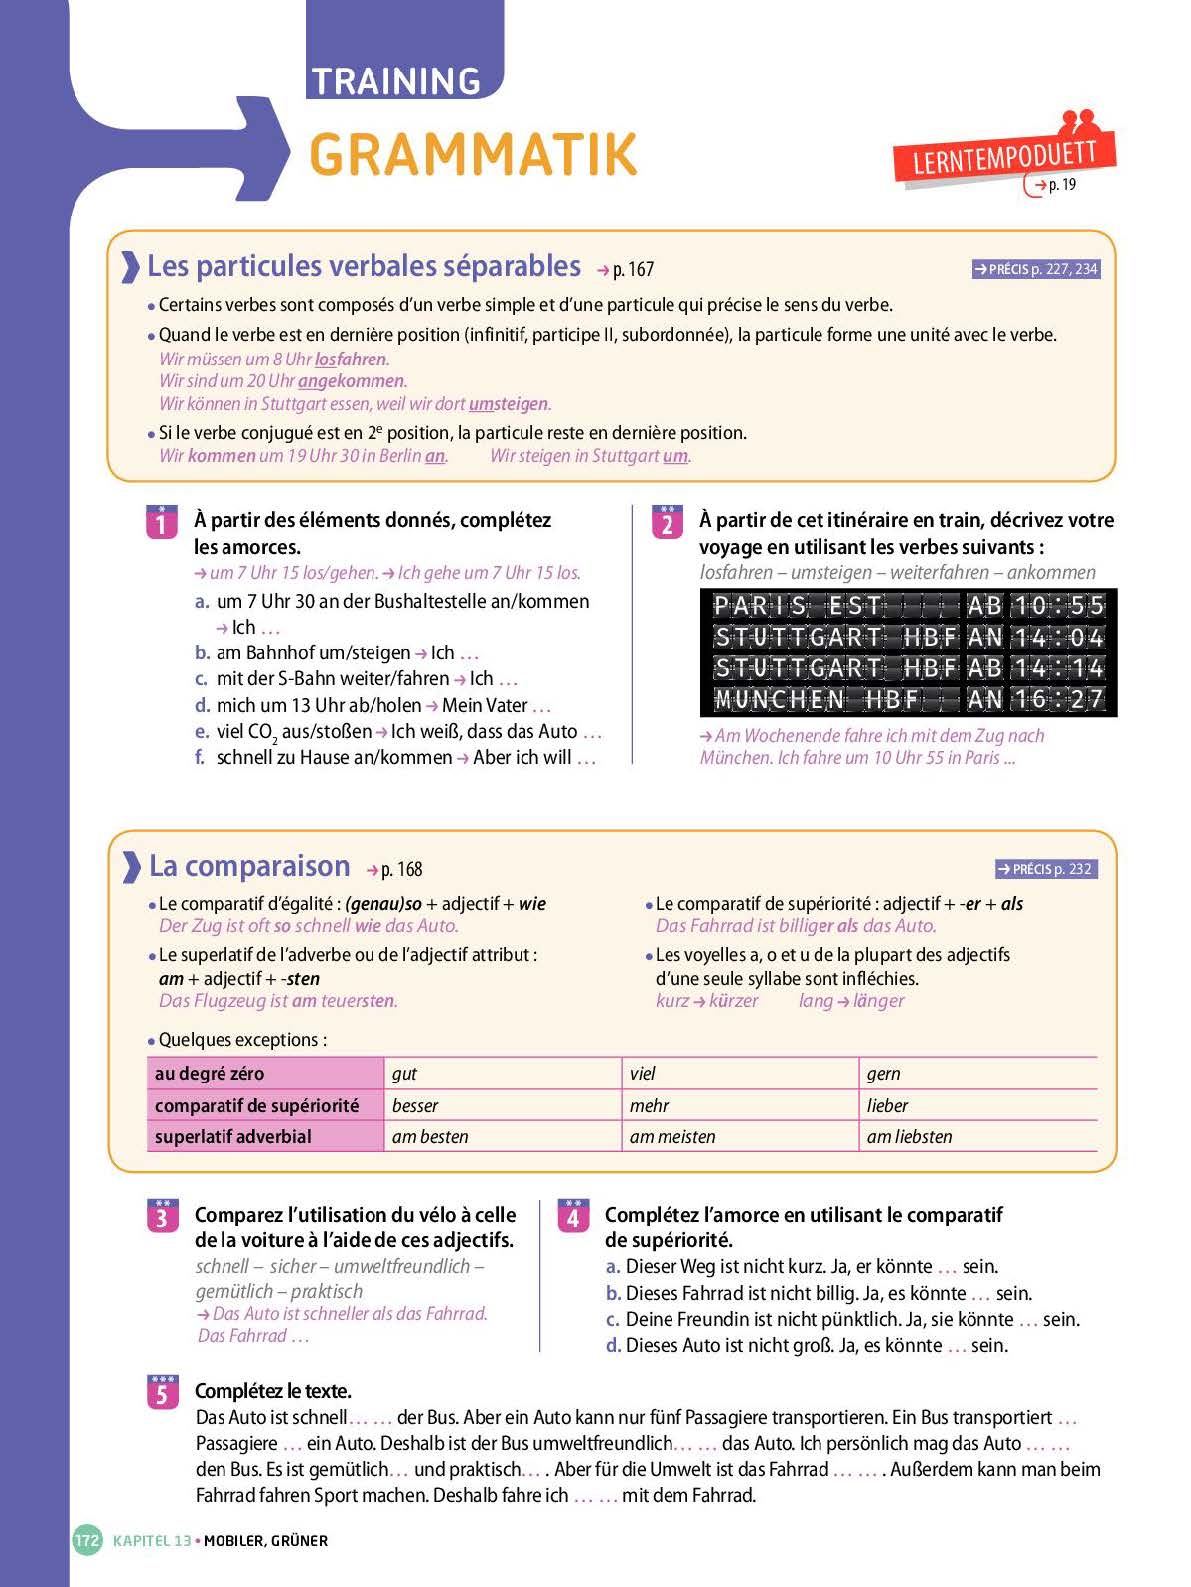 TRAINING
GRAMMATIK
LERNTEMPODUETT
→ p. 19
Les particules verbales séparables → p. 167
→ PRÉCIS p. 227, 234
• Certains verbes sont composés d’un verbe simple et d’une particule qui précise le sens du verbe.
• Quand le verbe est en dernière position (infinitif, participe II, subordonnée), la particule forme une unité avec le verbe.
Wir müssen um 8 Uhr losfahren.
Wir sind um 20 Uhr angekommen.
Wir können in Stuttgart essen, weil wir dort umsteigen.
• Si le verbe conjugué est en 2e position, la particule reste en dernière position.
Wir kommen um 19 Uhr 30 in Berlin an. Wir steigen in Stuttgart um.
* 1 À partir des éléments donnés, complétez
les amorces.
→ um 7 Uhr 15 los/gehen. → Ich gehe um 7 Uhr 15 los.
a. um 7 Uhr 30 an der Bushaltestelle an/kommen
→ Ich …
b. am Bahnhof um/steigen → Ich …
c. mit der S-Bahn weiter/fahren → Ich …
d. mich um 13 Uhr ab/holen → Mein Vater …
e. viel CO2 aus/stoßen → Ich weiß, dass das Auto …
f. schnell zu Hause an/kommen → Aber ich will …
** 2 À partir de cet itinéraire en train, décrivez votre
voyage en utilisant les verbes suivants :
losfahren – umsteigen – weiterfahren – ankommen
PARIS EST AB 10:55
STUTTGART HBF AN 14:04
STUTTGART HBF AB 14:14
MUNCHEN HBF AN 16:27
→ Am Wochenende fahre ich mit dem Zug nach
München. Ich fahre um 10 Uhr 55 in Paris ...
La comparaison → p. 168
→ PRÉCIS p. 232
• Le comparatif d’égalité : (genau)so + adjectif + wie
Der Zug ist oft so schnell wie das Auto.
• Le superlatif de l’adverbe ou de l’adjectif attribut :
am + adjectif + -sten
Das Flugzeug ist am teuersten.
• Le comparatif de supériorité : adjectif + -er + als
Das Fahrrad ist billiger als das Auto.
• Les voyelles a, o et u de la plupart des adjectifs
d’une seule syllabe sont infléchies.
kurz → kürzer lang → länger
• Quelques exceptions :
au degré zéro gut viel gern
comparatif de supériorité besser mehr lieber
superlatif adverbial am besten am meisten am liebsten
** 3 Comparez l’utilisation du vélo à celle
de la voiture à l’aide de ces adjectifs.
schnell – sicher – umweltfreundlich –
gemütlich – praktisch
→ Das Auto ist schneller als das Fahrrad.
Das Fahrrad …
** 4 Complétez l’amorce en utilisant le comparatif
de supériorité.
a. Dieser Weg ist nicht kurz. Ja, er könnte … sein.
b. Dieses Fahrrad ist nicht billig. Ja, es könnte … sein.
c. Deine Freundin ist nicht pünktlich. Ja, sie könnte … sein.
d. Dieses Auto ist nicht groß. Ja, es könnte … sein.
*** 5 Complétez le texte.
Das Auto ist schnell… … der Bus. Aber ein Auto kann nur fünf Passagiere transportieren. Ein Bus transportiert …
Passagiere … ein Auto. Deshalb ist der Bus umweltfreundlich… … das Auto. Ich persönlich mag das Auto … …
den Bus. Es ist gemütlich… und praktisch… . Aber für die Umwelt ist das Fahrrad … … . Außerdem kann man beim
Fahrrad fahren Sport machen. Deshalb fahre ich … … mit dem Fahrrad.
172 KAPITEL 13 • MOBILER, GRÜNER